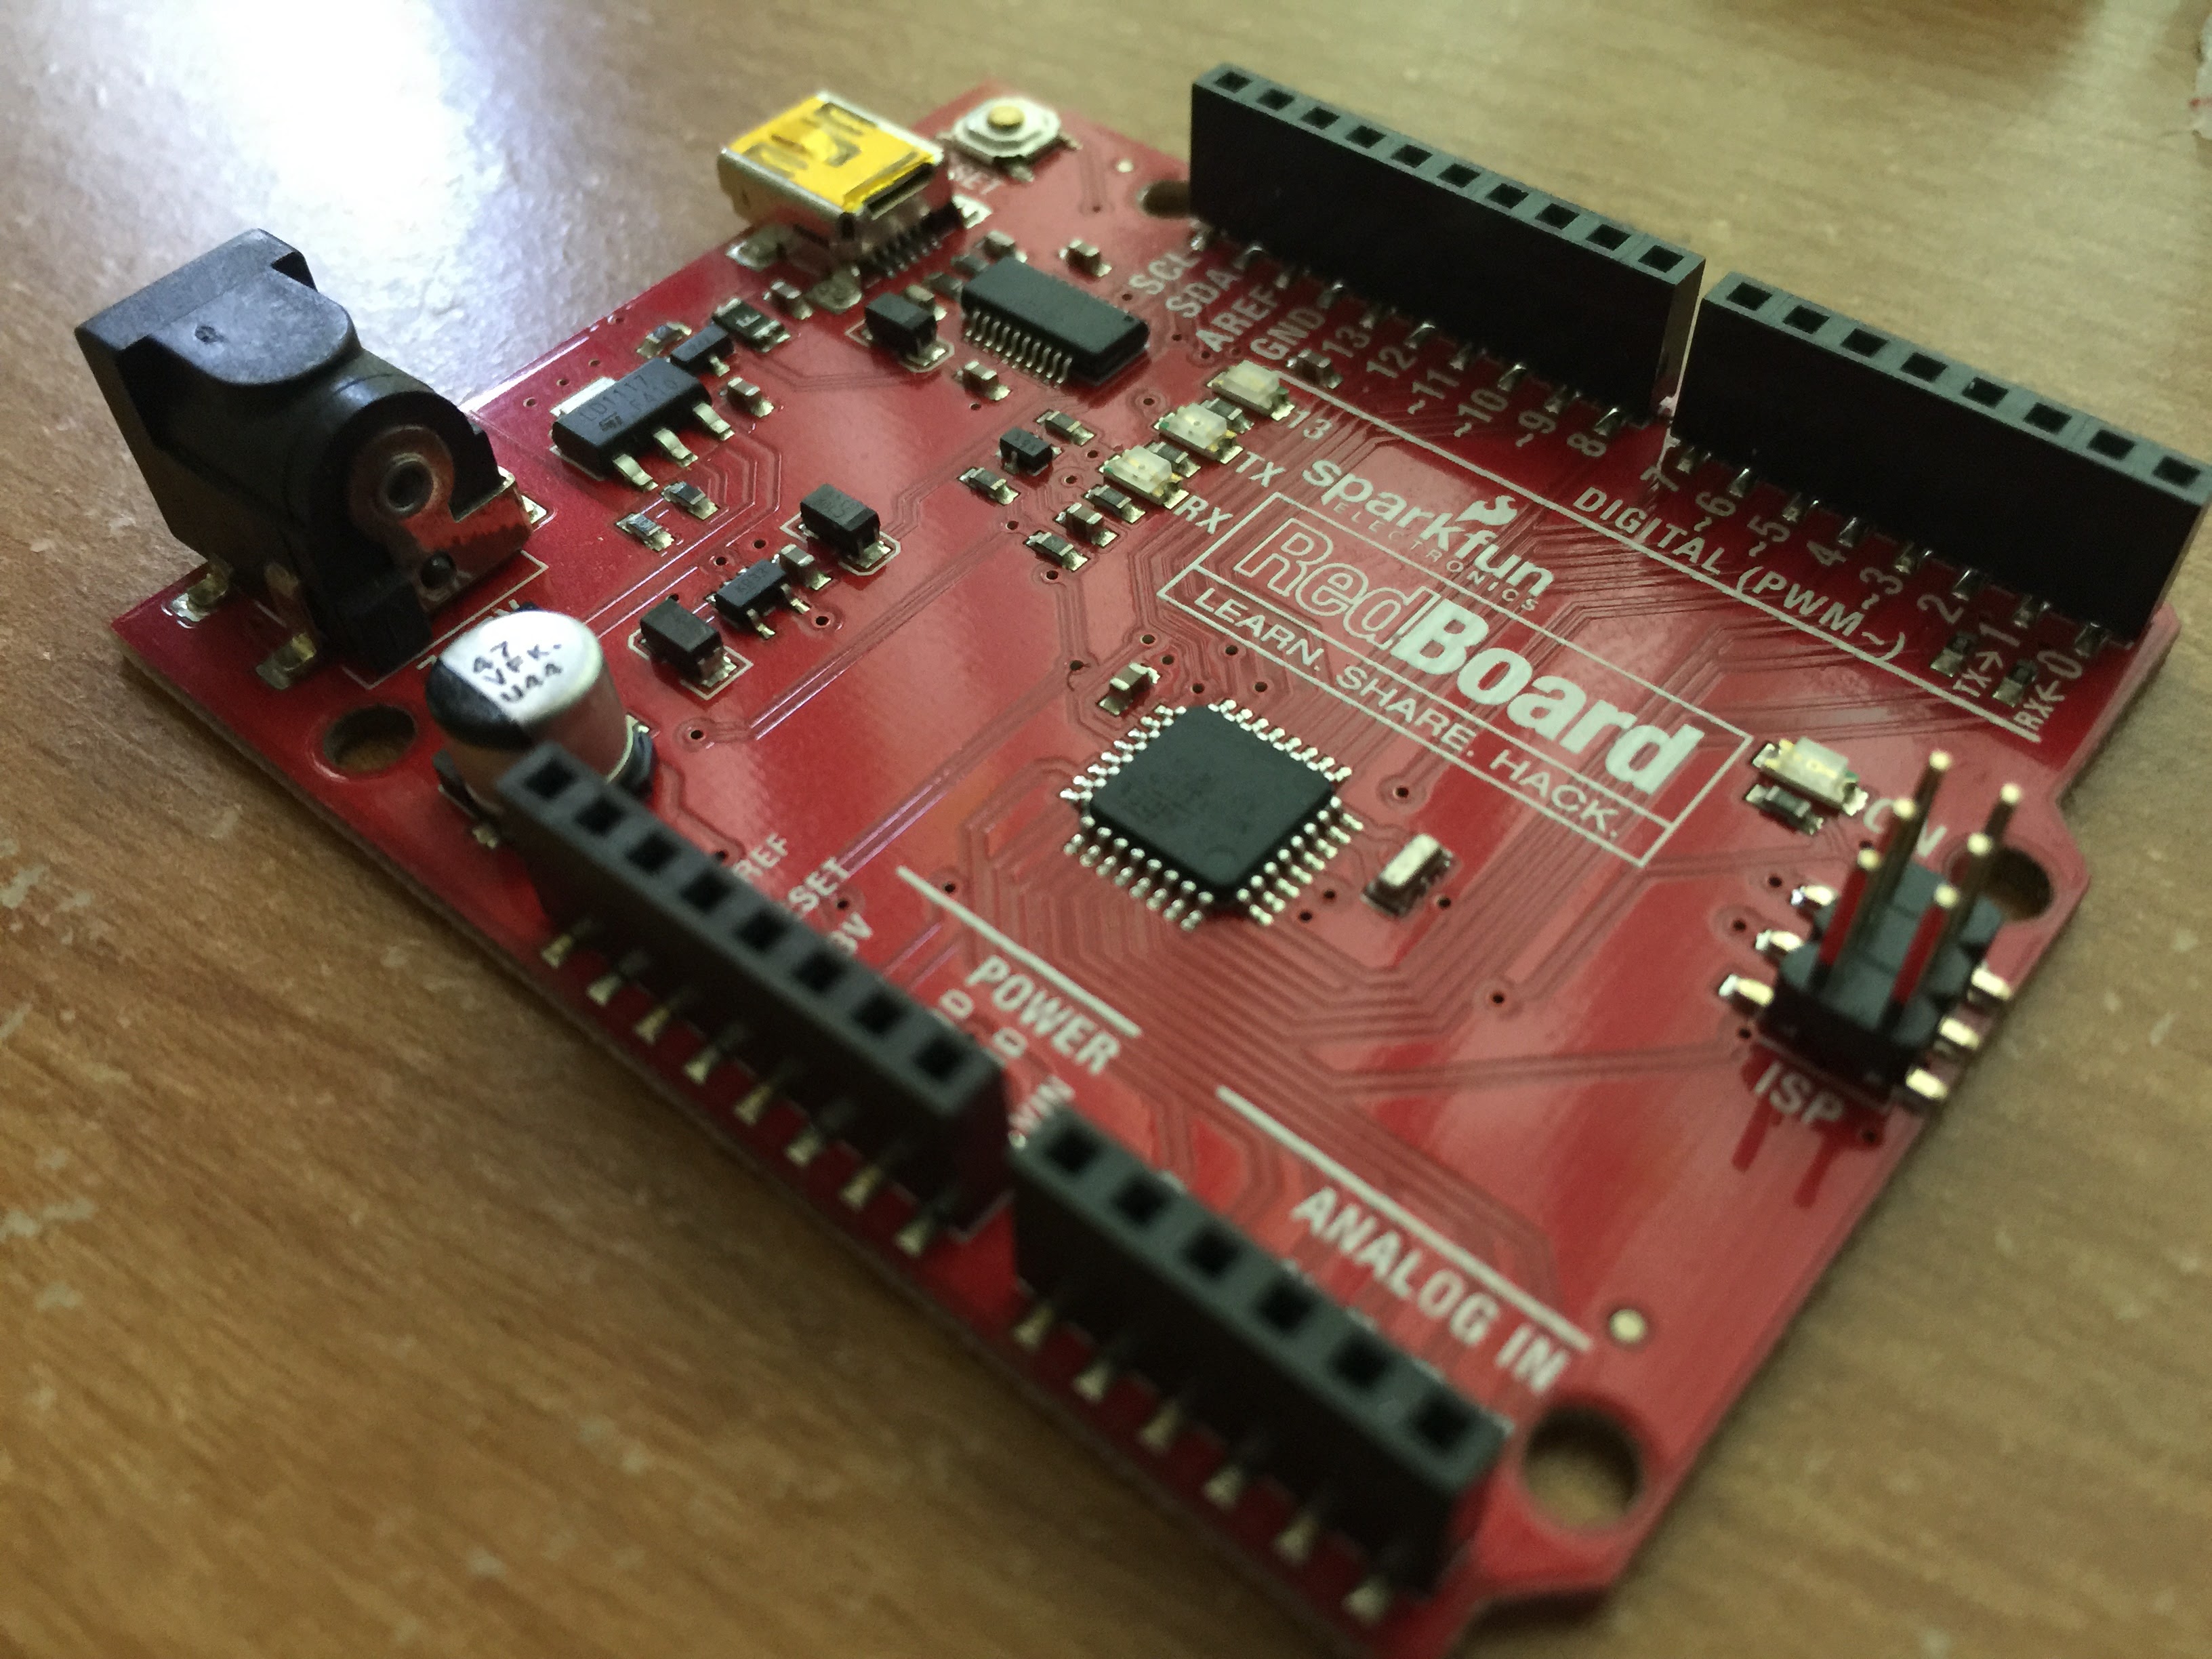 SCL
SDA
AREF
GND
13
12
~11
~10
~9
8
7
~6
~5
4
~3
2
TX→1
RX←0
DIGITAL (PWM~)
13
TX
RX
sparkfun
ELECTRONICS
RedBoard
LEARN. SHARE. HACK.
LD1117
47
VFK.
U44
POWER
VIN
ON
ISP
ANALOG IN